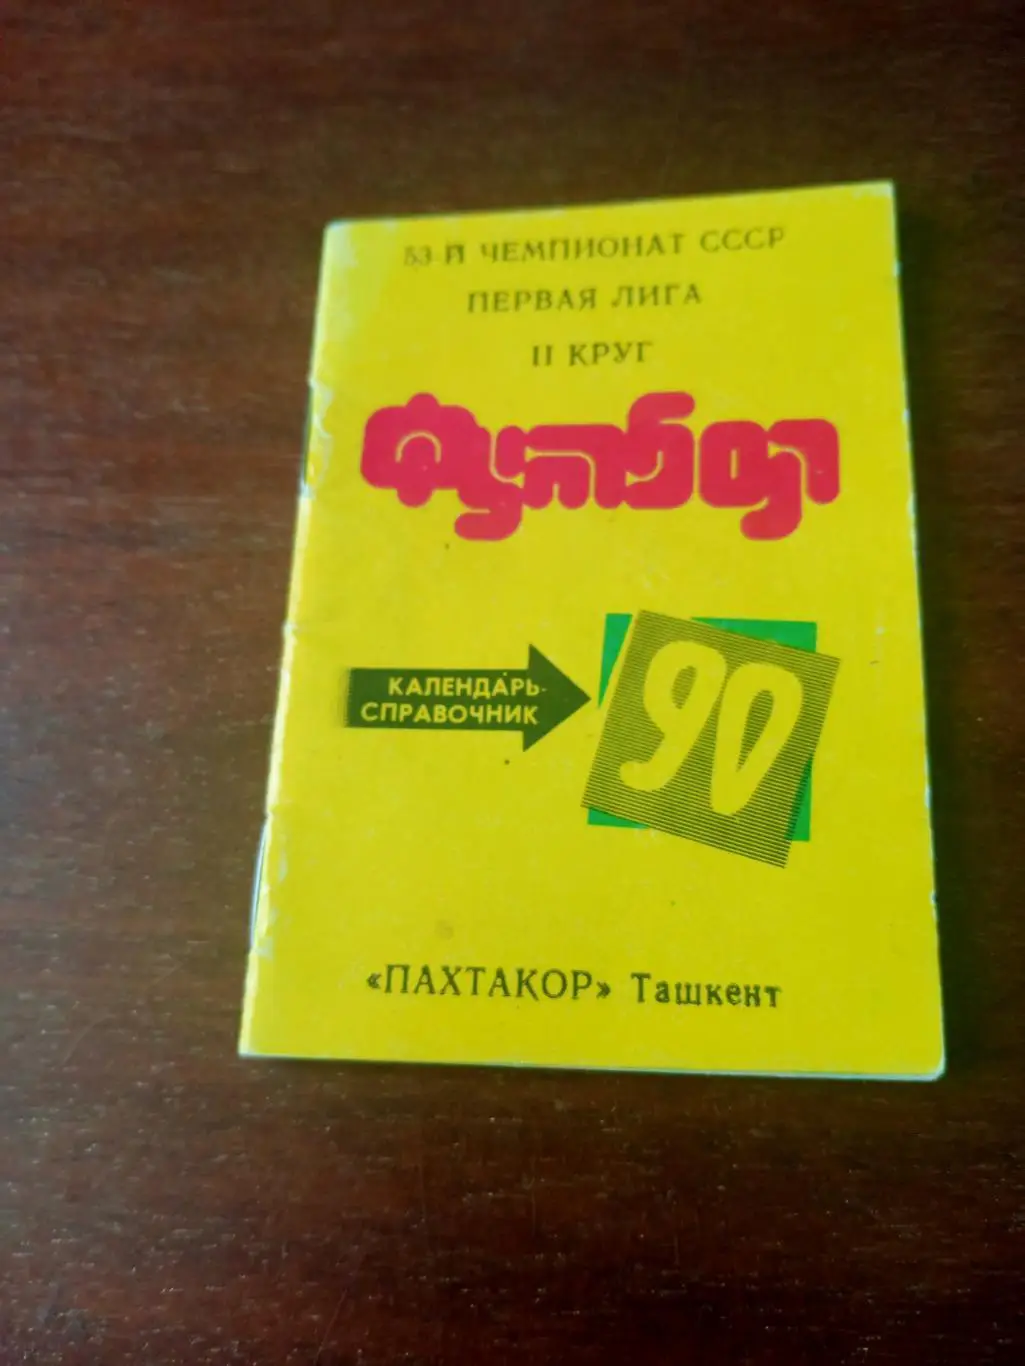 53-Й ЧЕМПИОНАТ СССР
ПЕРВАЯ ЛИГА
II КРУГ
Футбол
КАЛЕНДАРЬ-
СПРАВОЧНИК
90
«ПАХТАКОР» Ташкент